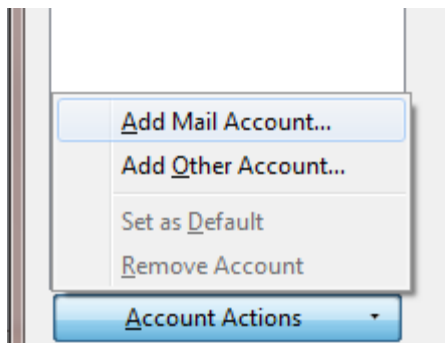 Add Mail Account...
Add Other Account...
Set as Default
Remove Account
Account Actions